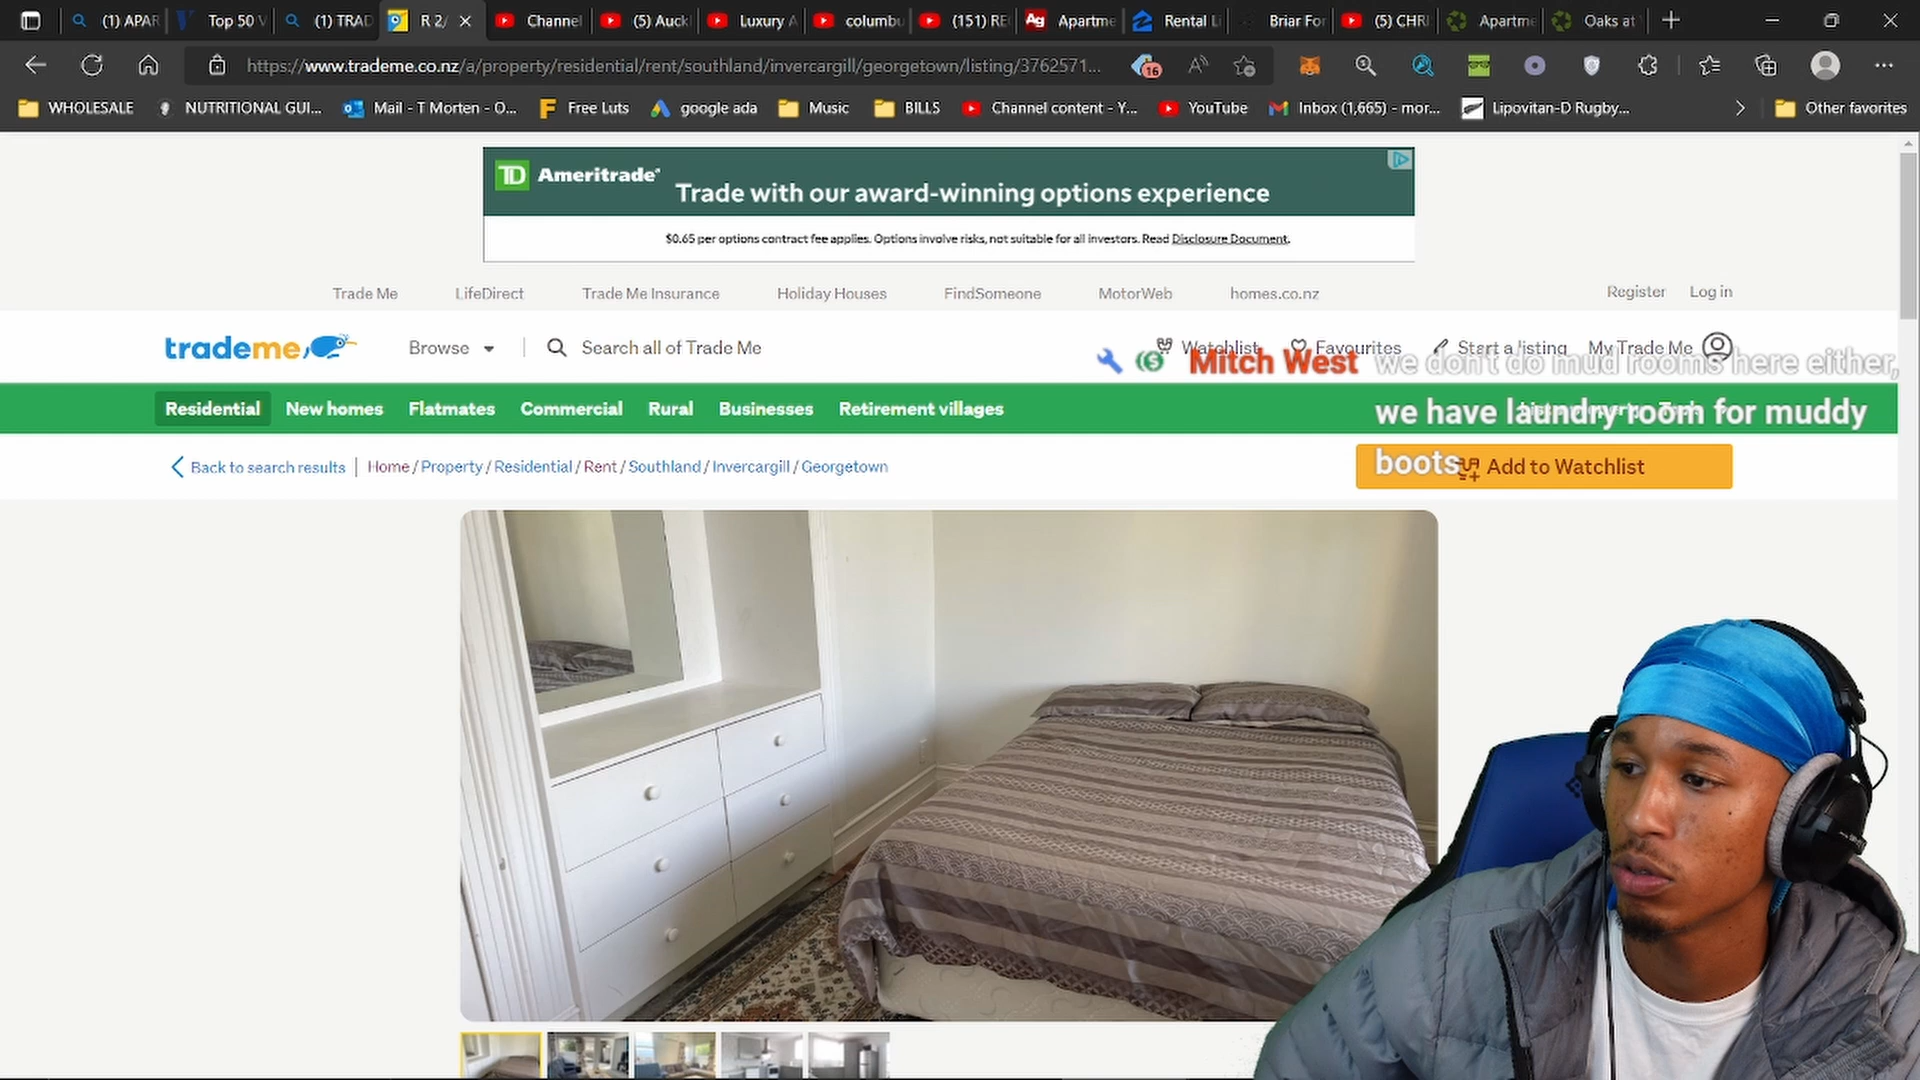 (1) APAR
Top 50 V
(1) TRAD
R 2/
Channel
(5) Auck
Luxury A
columbu
(151) RE
Ag Apartme
Rental Li
Briar For
(5) CHRI
Apartme
Oaks at
https://www.trademe.co.nz/a/property/residential/rent/southland/invercargill/georgetown/listing/3762571...
16
WHOLESALE
NUTRITIONAL GUI...
Mail - T Morten - O...
Free Luts
google ada
Music
BILLS
Channel content - Y...
YouTube
Inbox (1,665) - mor...
Lipovitan-D Rugby...
Other favorites
TD Ameritrade
Trade with our award-winning options experience
$0.65 per options contract fee applies. Options involve risks, not suitable for all investors. Read Disclosure Document.
Trade Me
LifeDirect
Trade Me Insurance
Holiday Houses
FindSomeone
MotorWeb
homes.co.nz
Register
Log in
trademe
Browse
Search all of Trade Me
Watchlist
Favourites
Start a listing
My Trade Me
Mitch West we don't do mud rooms here either,
we have laundry room for muddy
boots
Residential
New homes
Flatmates
Commercial
Rural
Businesses
Retirement villages
Back to search results
Home / Property / Residential / Rent / Southland / Invercargill / Georgetown
Add to Watchlist